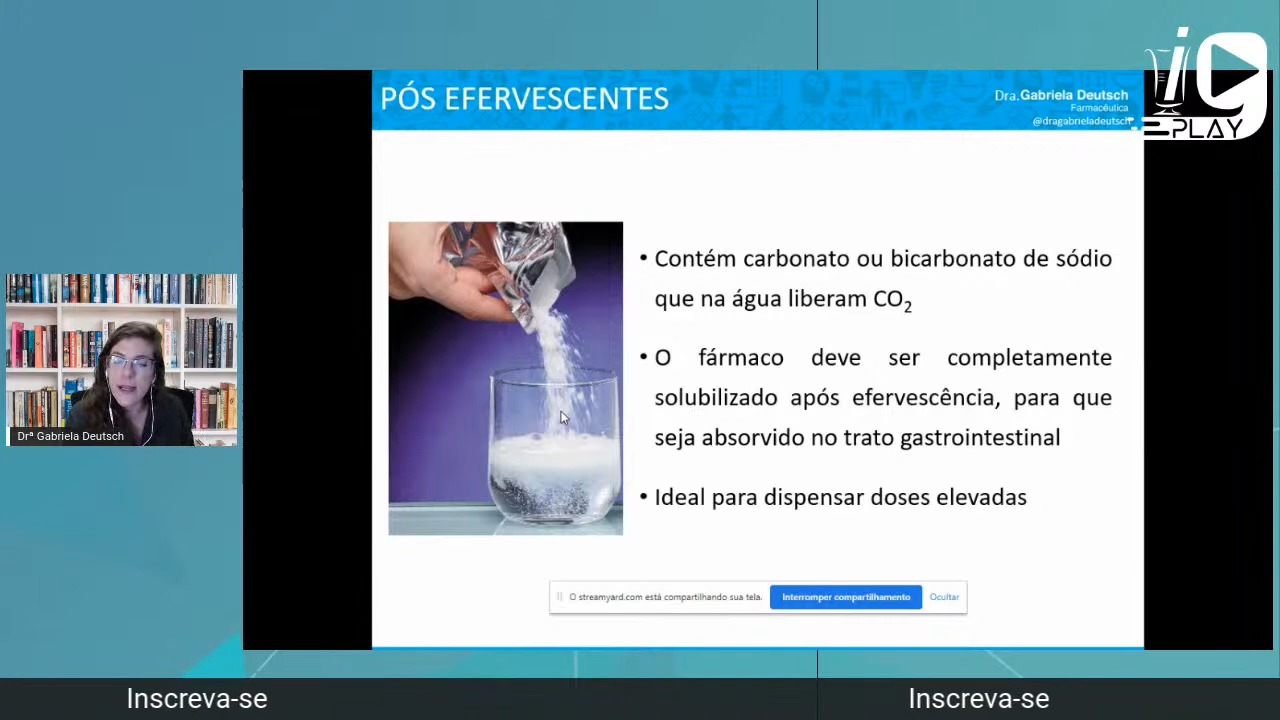 PÓS EFERVESCENTES
Dra.Gabriela Deutsch
Farmacêutica
@dragabrieladeutsch
iG
PLAY
• Contém carbonato ou bicarbonato de sódio
que na água liberam CO₂
• O fármaco deve ser completamente
solubilizado após efervescência, para que
seja absorvido no trato gastrointestinal
• Ideal para dispensar doses elevadas
Drª Gabriela Deutsch
O streamyard.com está compartilhando sua tela.
Interromper compartilhamento
Ocultar
Inscreva-se
Inscreva-se